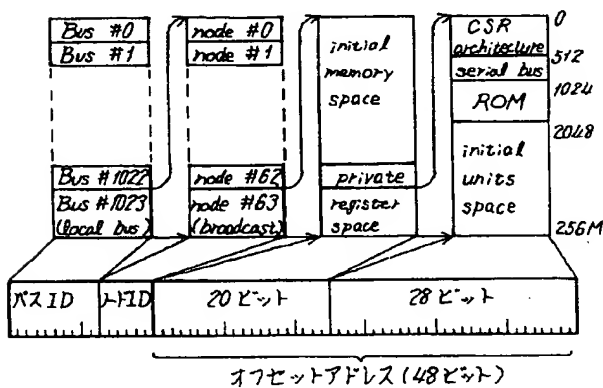 Bus #0
Bus #1
Bus #1022
Bus #1023
(local bus)
node #0
node #1
node #62
node #63
(broadcast)
initial
memory
space
private
register
space
CSR
architecture
serial bus
ROM
initial
units
space
0
512
1024
2048
256M
バスID
ノードID
20ビット
28ビット
オフセットアドレス(48ビット)